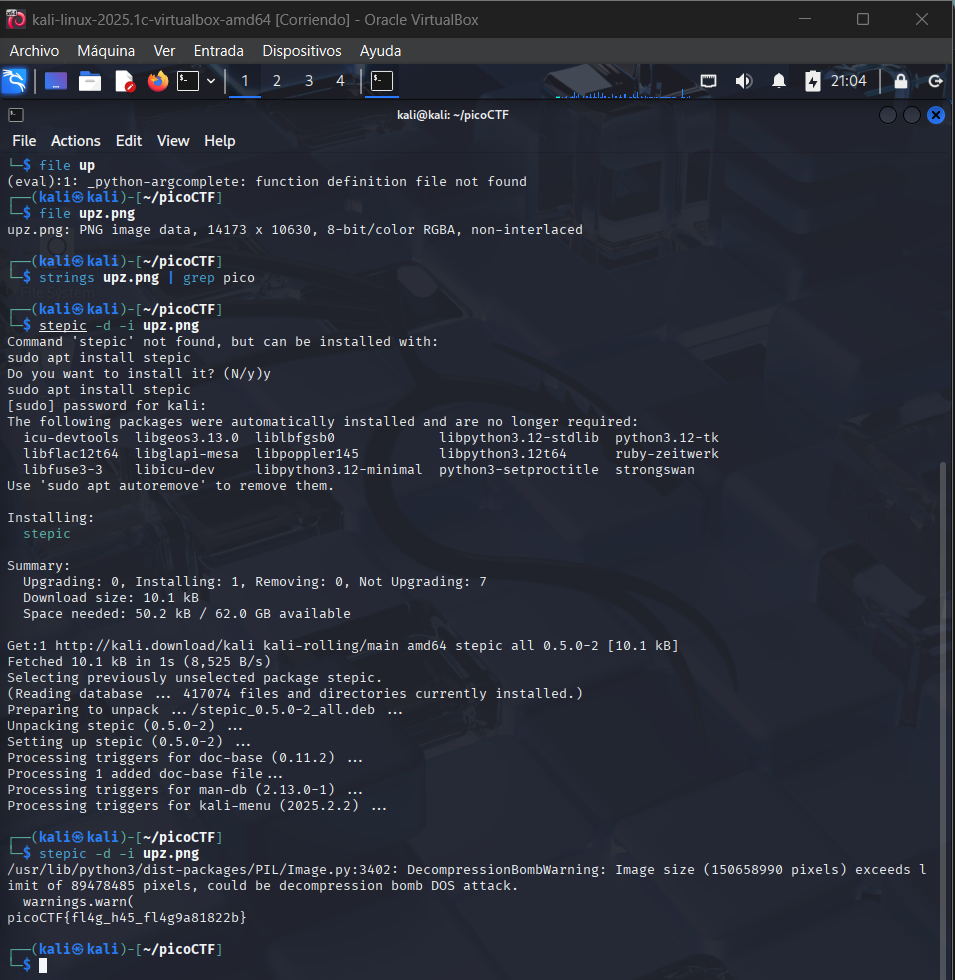 kali-linux-2025.1c-virtualbox-amd64 [Corriendo] - Oracle VirtualBox
Archivo Máquina Ver Entrada Dispositivos Ayuda
1 2 3 4 21:04
kali@kali: ~/picoCTF
File Actions Edit View Help
└─$ file up
(eval):1: _python-argcomplete: function definition file not found
┌──(kali㉿kali)-[~/picoCTF]
└─$ file upz.png
upz.png: PNG image data, 14173 x 10630, 8-bit/color RGBA, non-interlaced
┌──(kali㉿kali)-[~/picoCTF]
└─$ strings upz.png | grep pico
┌──(kali㉿kali)-[~/picoCTF]
└─$ stepic -d -i upz.png
Command 'stepic' not found, but can be installed with:
sudo apt install stepic
Do you want to install it? (N/y)y
sudo apt install stepic
[sudo] password for kali:
The following packages were automatically installed and are no longer required:
icu-devtools libgeos3.13.0 liblbfgsb0 libpython3.12-stdlib python3.12-tk
libflac12t64 libglapi-mesa libpoppler145 libpython3.12t64 ruby-zeitwerk
libfuse3-3 libicu-dev libpython3.12-minimal python3-setproctitle strongswan
Use 'sudo apt autoremove' to remove them.
Installing:
stepic
Summary:
Upgrading: 0, Installing: 1, Removing: 0, Not Upgrading: 7
Download size: 10.1 kB
Space needed: 50.2 kB / 62.0 GB available
Get:1 http://kali.download/kali kali-rolling/main amd64 stepic all 0.5.0-2 [10.1 kB]
Fetched 10.1 kB in 1s (8,525 B/s)
Selecting previously unselected package stepic.
(Reading database ... 417074 files and directories currently installed.)
Preparing to unpack .../stepic_0.5.0-2_all.deb ...
Unpacking stepic (0.5.0-2) ...
Setting up stepic (0.5.0-2) ...
Processing triggers for doc-base (0.11.2) ...
Processing 1 added doc-base file...
Processing triggers for man-db (2.13.0-1) ...
Processing triggers for kali-menu (2025.2.2) ...
┌──(kali㉿kali)-[~/picoCTF]
└─$ stepic -d -i upz.png
/usr/lib/python3/dist-packages/PIL/Image.py:3402: DecompressionBombWarning: Image size (150658990 pixels) exceeds l
imit of 89478485 pixels, could be decompression bomb DOS attack.
warnings.warn(
picoCTF{fl4g_h45_fl4g9a81822b}
┌──(kali㉿kali)-[~/picoCTF]
└─$